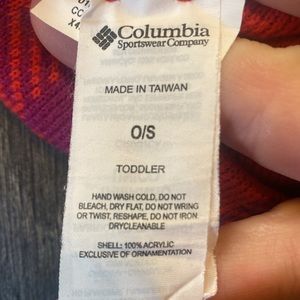 Columbia
Sportswear Company
MADE IN TAIWAN
O/S
TODDLER
HAND WASH COLD, DO NOT
BLEACH, DRY FLAT, DO NOT WRING
OR TWIST, RESHAPE, DO NOT IRON
DRYCLEANABLE
SHELL: 100% ACRYLIC
EXCLUSIVE OF ORNAMENTATION